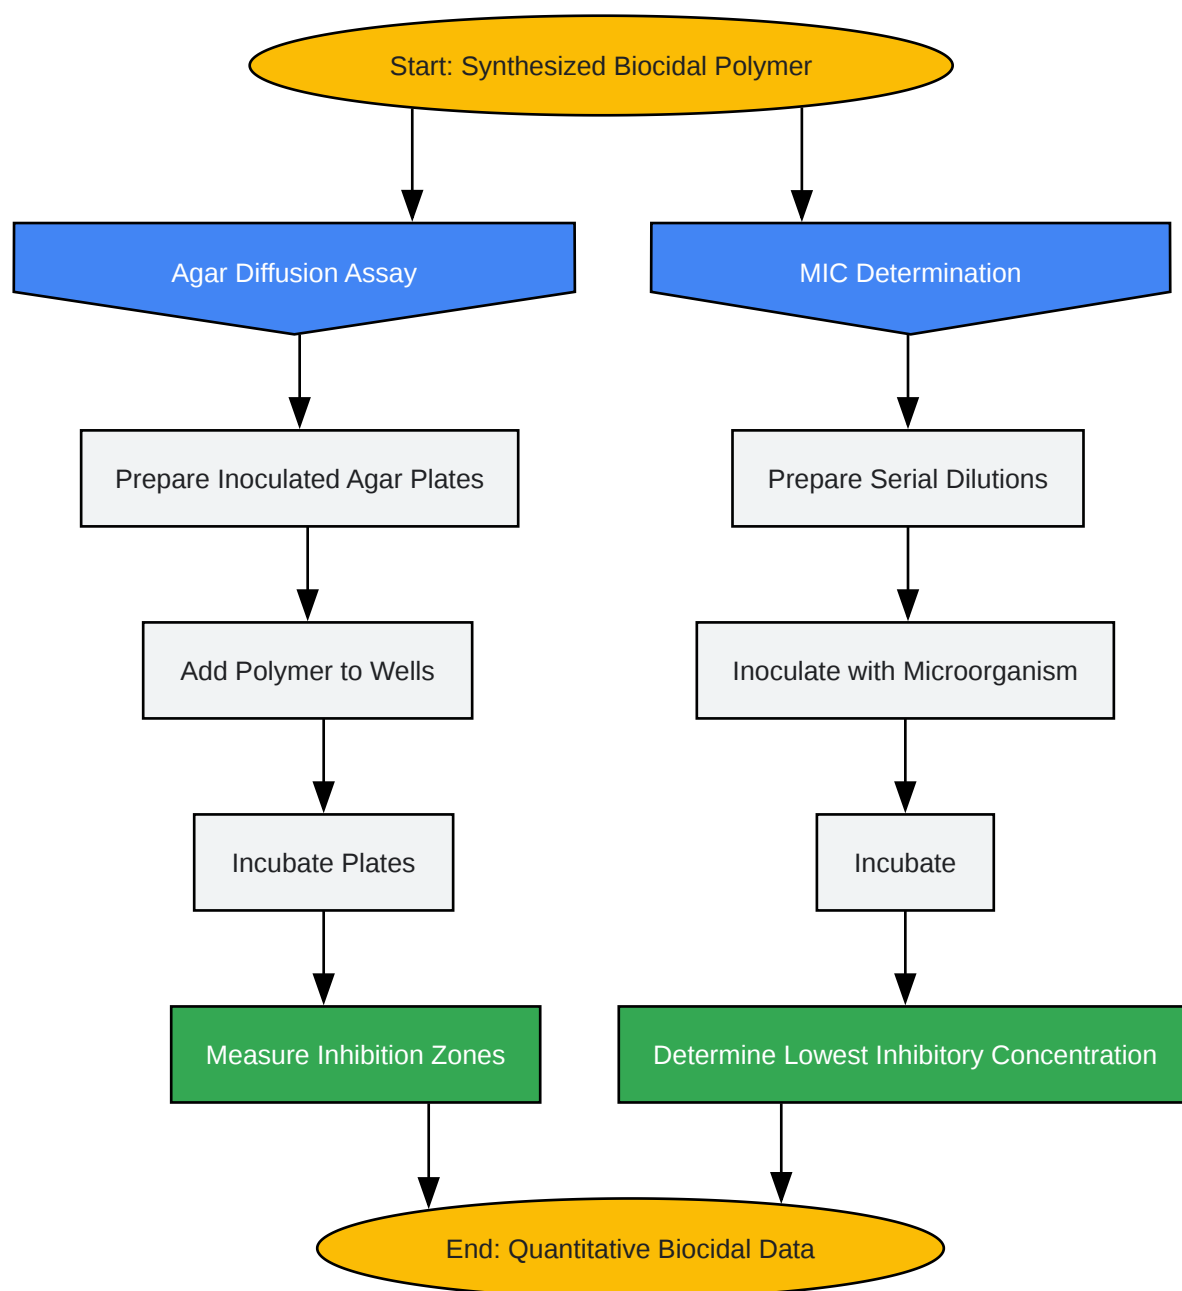 Start: Synthesized Biocidal Polymer
Agar Diffusion Assay
MIC Determination
Prepare Inoculated Agar Plates
Prepare Serial Dilutions
Add Polymer to Wells
Inoculate with Microorganism
Incubate Plates
Incubate
Measure Inhibition Zones
Determine Lowest Inhibitory Concentration
End: Quantitative Biocidal Data